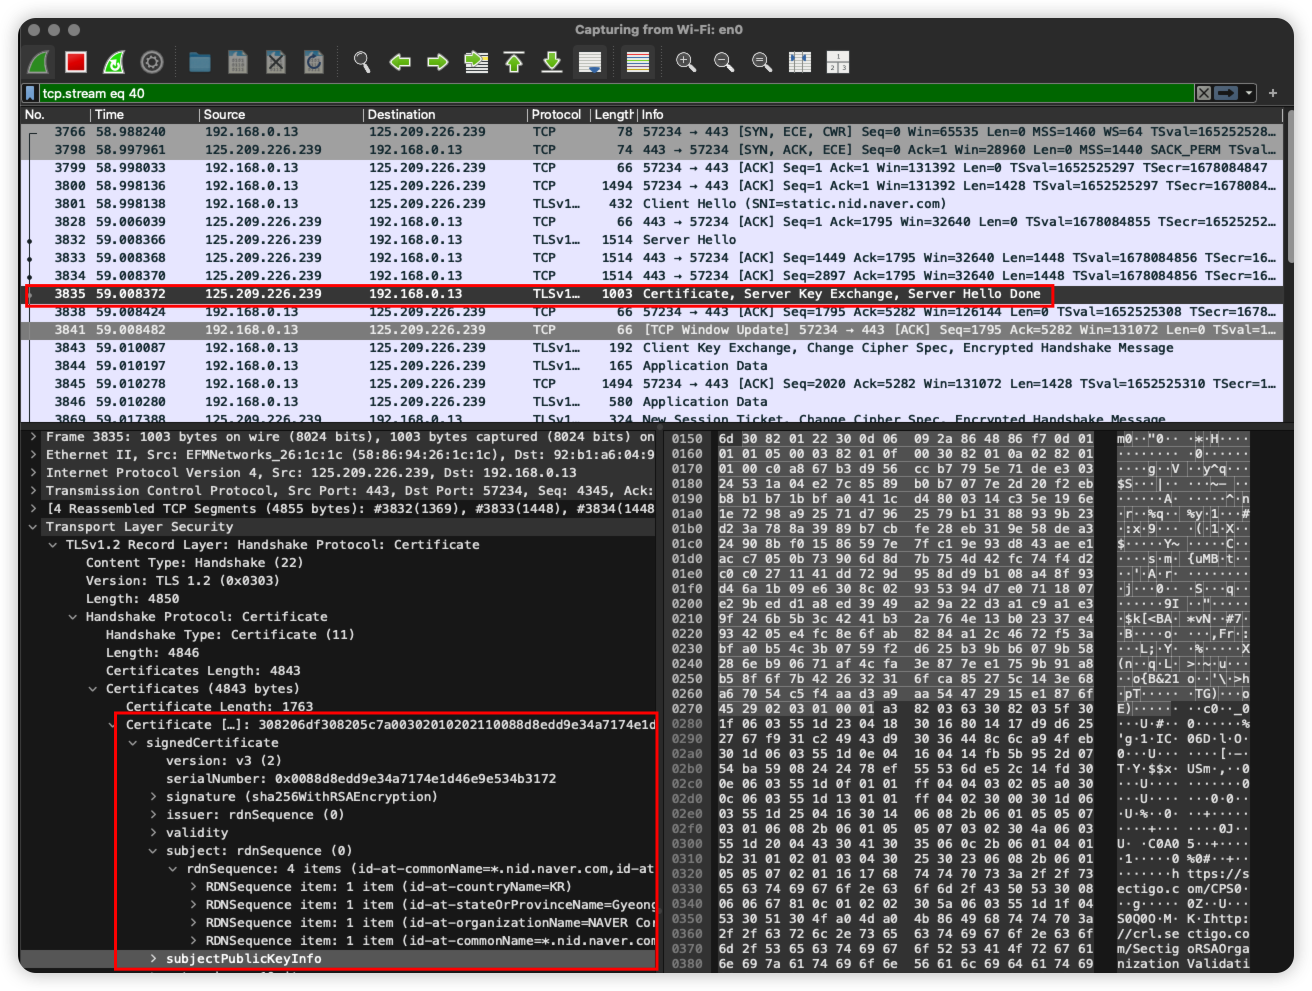 Capturing from Wi-Fi: en0
tcp.stream eq 40
No. Time Source Destination Protocol Length Info
3766 58.988240 192.168.0.13 125.209.226.239 TCP 78 57234 → 443 [SYN, ECE, CWR] Seq=0 Win=65535 Len=0 MSS=1460 WS=64 TSval=165252528…
3798 58.997961 125.209.226.239 192.168.0.13 TCP 74 443 → 57234 [SYN, ACK, ECE] Seq=0 Ack=1 Win=28960 Len=0 MSS=1440 SACK_PERM TSval…
3799 58.998033 192.168.0.13 125.209.226.239 TCP 66 57234 → 443 [ACK] Seq=1 Ack=1 Win=131392 Len=0 TSval=1652525297 TSecr=1678084847
3800 58.998136 192.168.0.13 125.209.226.239 TCP 1494 57234 → 443 [ACK] Seq=1 Ack=1 Win=131392 Len=1428 TSval=1652525297 TSecr=1678084…
3801 58.998138 192.168.0.13 125.209.226.239 TLSv1… 432 Client Hello (SNI=static.nid.naver.com)
3828 59.006039 125.209.226.239 192.168.0.13 TCP 66 443 → 57234 [ACK] Seq=1 Ack=1795 Win=32640 Len=0 TSval=1678084855 TSecr=16525252…
3832 59.008366 125.209.226.239 192.168.0.13 TLSv1… 1514 Server Hello
3833 59.008368 125.209.226.239 192.168.0.13 TCP 1514 443 → 57234 [ACK] Seq=1449 Ack=1795 Win=32640 Len=1448 TSval=1678084856 TSecr=16…
3834 59.008370 125.209.226.239 192.168.0.13 TCP 1514 443 → 57234 [ACK] Seq=2897 Ack=1795 Win=32640 Len=1448 TSval=1678084856 TSecr=16…
3835 59.008372 125.209.226.239 192.168.0.13 TLSv1… 1003 Certificate, Server Key Exchange, Server Hello Done
3838 59.008424 192.168.0.13 125.209.226.239 TCP 66 57234 → 443 [ACK] Seq=1795 Ack=5282 Win=126144 Len=0 TSval=1652525308 TSecr=1678…
3841 59.008482 192.168.0.13 125.209.226.239 TCP 66 [TCP Window Update] 57234 → 443 [ACK] Seq=1795 Ack=5282 Win=131072 Len=0 TSval=1…
3843 59.010087 192.168.0.13 125.209.226.239 TLSv1… 192 Client Key Exchange, Change Cipher Spec, Encrypted Handshake Message
3844 59.010197 192.168.0.13 125.209.226.239 TLSv1… 165 Application Data
3845 59.010278 192.168.0.13 125.209.226.239 TCP 1494 57234 → 443 [ACK] Seq=2020 Ack=5282 Win=131072 Len=1428 TSval=1652525310 TSecr=1…
3846 59.010280 192.168.0.13 125.209.226.239 TLSv1… 580 Application Data
3869 59.017388 125.209.226.239 192.168.0.13 TLSv1… 324 New Session Ticket, Change Cipher Spec, Encrypted Handshake Message
Frame 3835: 1003 bytes on wire (8024 bits), 1003 bytes captured (8024 bits) on
Ethernet II, Src: EFMNetworks_26:1c:1c (58:86:94:26:1c:1c), Dst: 92:b1:a6:04:9
Internet Protocol Version 4, Src: 125.209.226.239, Dst: 192.168.0.13
Transmission Control Protocol, Src Port: 443, Dst Port: 57234, Seq: 4345, Ack:
[4 Reassembled TCP Segments (4855 bytes): #3832(1369), #3833(1448), #3834(1448
Transport Layer Security
TLSv1.2 Record Layer: Handshake Protocol: Certificate
Content Type: Handshake (22)
Version: TLS 1.2 (0x0303)
Length: 4850
Handshake Protocol: Certificate
Handshake Type: Certificate (11)
Length: 4846
Certificates Length: 4843
Certificates (4843 bytes)
Certificate Length: 1763
Certificate […]: 308206df308205c7a00302010202110088d8edd9e34a7174e1d
signedCertificate
version: v3 (2)
serialNumber: 0x0088d8edd9e34a7174e1d46e9e534b3172
signature (sha256WithRSAEncryption)
issuer: rdnSequence (0)
validity
subject: rdnSequence (0)
rdnSequence: 4 items (id-at-commonName=*.nid.naver.com,id-at
RDNSequence item: 1 item (id-at-countryName=KR)
RDNSequence item: 1 item (id-at-stateOrProvinceName=Gyeong
RDNSequence item: 1 item (id-at-organizationName=NAVER Cor
RDNSequence item: 1 item (id-at-commonName=*.nid.naver.com
subjectPublicKeyInfo
0150 6d 30 82 01 22 30 0d 06 09 2a 86 48 86 f7 0d 01
0160 01 01 05 00 03 82 01 0f 00 30 82 01 0a 02 82 01
0170 01 00 c0 a8 67 b3 d9 56 cc b7 79 5e 71 de e3 03
0180 24 53 1a 04 e2 7c 85 89 b0 b7 07 7e 2d 20 f2 eb
0190 b8 b1 b7 1b bf a0 41 1c d4 80 03 14 c3 5e 19 6e
01a0 1e 72 98 a9 25 71 d7 96 25 79 b1 31 88 93 9b 23
01b0 d2 3a 78 8a 39 89 b7 cb fe 28 eb 31 9e 58 de a3
01c0 24 90 8b f0 15 86 59 7e 7f c1 9e 93 d8 43 ae e1
01d0 ac c7 05 0b 73 90 6d 8d 7b 75 4d 42 fc 74 f4 d2
01e0 c0 c0 27 11 41 dd 72 9d 95 8d d9 b1 08 a4 8f 93
01f0 d4 6a 1b 09 e6 30 8c 02 93 53 94 d7 e0 71 18 07
0200 e2 9b ed d1 a8 ed 39 49 a2 9a 22 d3 a1 c9 a1 e3
0210 9f 24 6b 5b 3c 42 41 b3 2a 76 4e 13 b0 23 37 e4
0220 93 42 05 e4 fc 8e 6f ab 82 84 a1 2c 46 72 f5 3a
0230 bf a0 b5 4c 3b 07 59 f2 d6 25 b3 9b b6 07 9b 58
0240 28 6e b9 06 71 af 4c fa 3e 87 7e e1 75 9b 91 a8
0250 b5 8f 6f 7b 42 26 32 31 6f ca 85 27 5c 14 3e 68
0260 a6 70 54 c5 f4 aa d3 a9 aa 54 47 29 15 e1 87 6f
0270 45 29 02 03 01 00 01 a3 82 03 63 30 82 03 5f 30
0280 1f 06 03 55 1d 23 04 18 30 16 80 14 17 d9 d6 25
0290 27 67 f9 31 c2 49 43 d9 30 36 44 8c 6c a9 4f eb
02a0 30 1d 06 03 55 1d 0e 04 16 04 14 fb 5b 95 2d 07
02b0 54 ba 59 08 24 24 78 ef 55 53 6d e5 2c 14 fd 30
02c0 0e 06 03 55 1d 0f 01 01 ff 04 04 03 02 05 a0 30
02d0 0c 06 03 55 1d 13 01 01 ff 04 02 30 00 30 1d 06
02e0 03 55 1d 25 04 16 30 14 06 08 2b 06 01 05 05 07
02f0 03 01 06 08 2b 06 01 05 05 07 03 02 30 4a 06 03
0300 55 1d 20 04 43 30 41 30 35 06 0c 2b 06 01 04 01
0310 b2 31 01 02 01 03 04 30 25 30 23 06 08 2b 06 01
0320 05 05 07 02 01 16 17 68 74 74 70 73 3a 2f 2f 73
0330 65 63 74 69 67 6f 2e 63 6f 6d 2f 43 50 53 30 08
0340 06 06 67 81 0c 01 02 02 30 5a 06 03 55 1d 1f 04
0350 53 30 51 30 4f a0 4d a0 4b 86 49 68 74 74 70 3a
0360 2f 2f 63 72 6c 2e 73 65 63 74 69 67 6f 2e 63 6f
0370 6d 2f 53 65 63 74 69 67 6f 52 53 41 4f 72 67 61
0380 6e 69 7a 61 74 69 6f 6e 56 61 6c 69 64 61 74 69